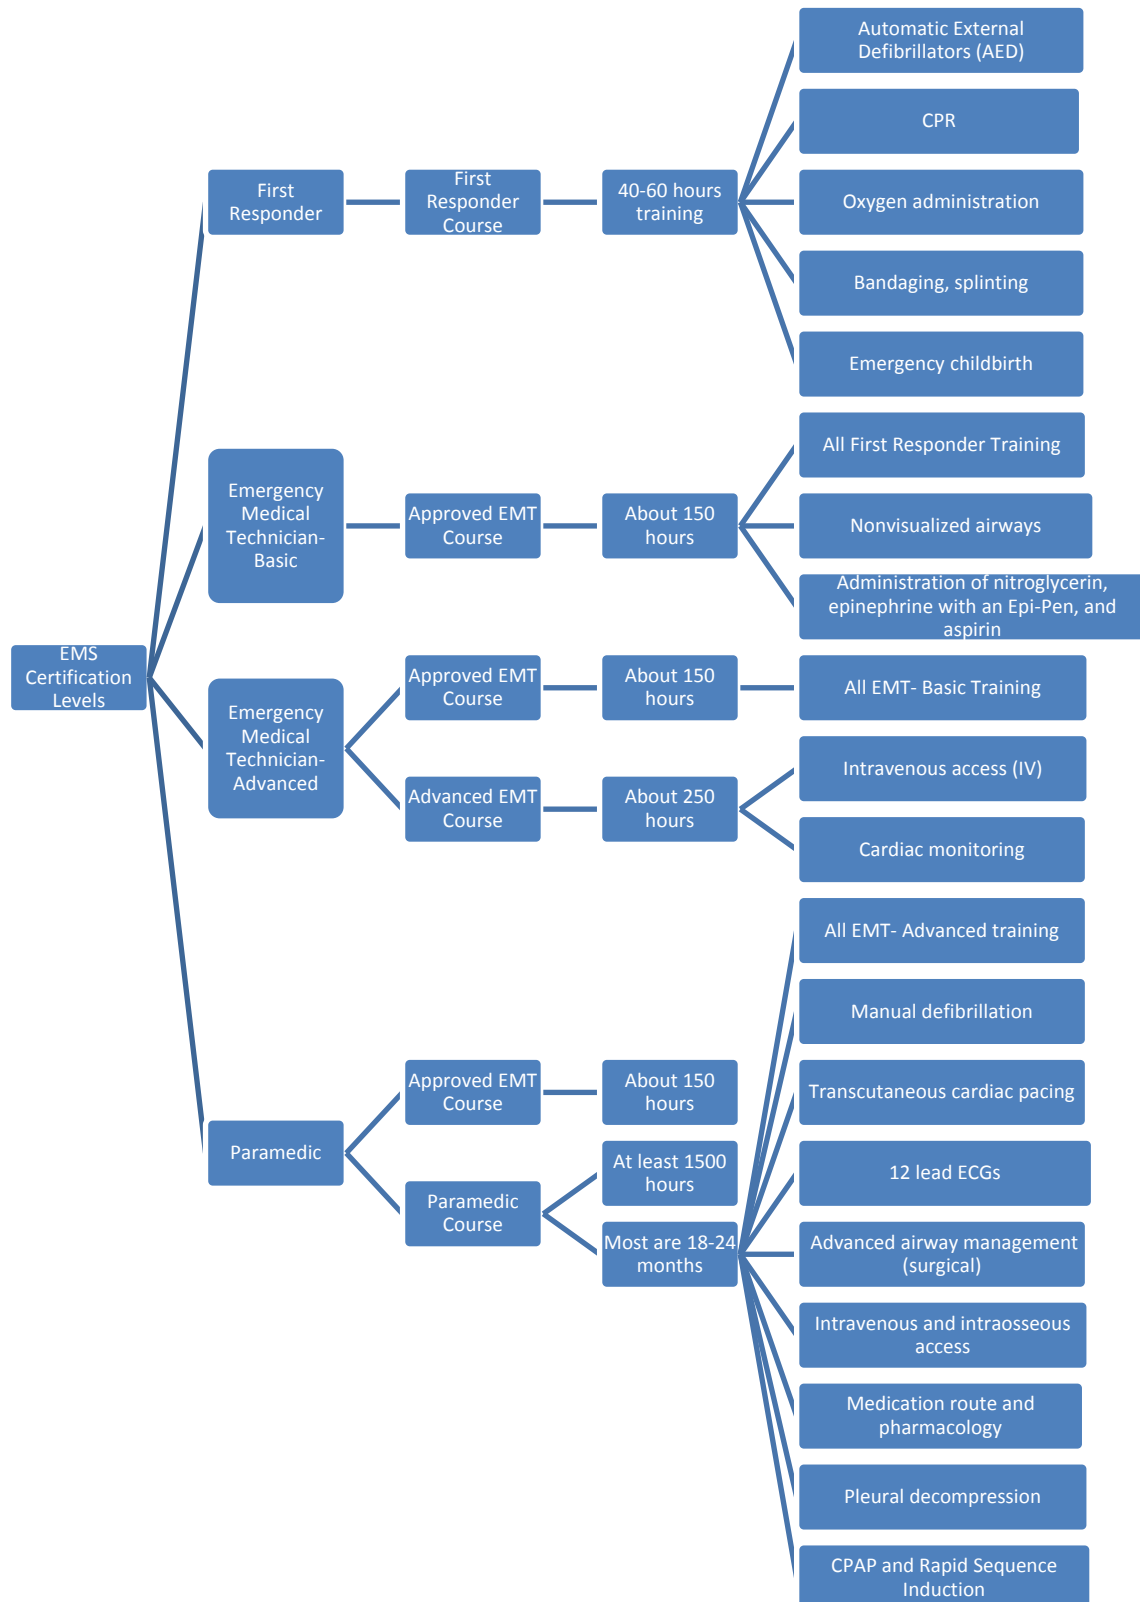 EMS
Certification
Levels
First
Responder
First
Responder
Course
40-60 hours
training
Automatic External
Defibrillators (AED)
CPR
Oxygen administration
Bandaging, splinting
Emergency childbirth
Emergency
Medical
Technician-
Basic
Approved EMT
Course
About 150
hours
All First Responder Training
Nonvisualized airways
Administration of nitroglycerin,
epinephrine with an Epi-Pen, and
aspirin
Emergency
Medical
Technician-
Advanced
Approved EMT
Course
About 150
hours
All EMT- Basic Training
Advanced EMT
Course
About 250
hours
Intravenous access (IV)
Cardiac monitoring
Paramedic
Approved EMT
Course
About 150
hours
Paramedic
Course
At least 1500
hours
Most are 18-24
months
All EMT- Advanced training
Manual defibrillation
Transcutaneous cardiac pacing
12 lead ECGs
Advanced airway management
(surgical)
Intravenous and intraosseous
access
Medication route and
pharmacology
Pleural decompression
CPAP and Rapid Sequence
Induction